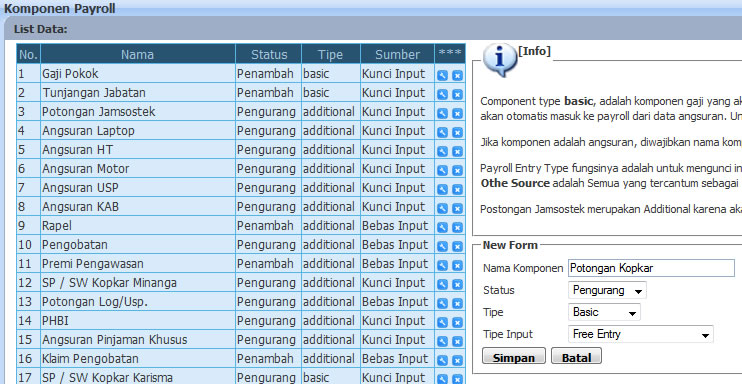 Komponen Payroll
List Data:
No. Nama Status Tipe Sumber ***
1 Gaji Pokok Penambah basic Kunci Input
2 Tunjangan Jabatan Penambah basic Kunci Input
3 Potongan Jamsostek Pengurang additional Kunci Input
4 Angsuran Laptop Pengurang additional Kunci Input
5 Angsuran HT Pengurang additional Kunci Input
6 Angsuran Motor Pengurang additional Kunci Input
7 Angsuran USP Pengurang additional Kunci Input
8 Angsuran KAB Pengurang additional Kunci Input
9 Rapel Penambah additional Bebas Input
10 Pengobatan Pengurang additional Bebas Input
11 Premi Pengawasan Penambah additional Bebas Input
12 SP / SW Kopkar Minanga Pengurang additional Kunci Input
13 Potongan Log/Usp. Pengurang additional Bebas Input
14 PHBI Pengurang additional Kunci Input
15 Angsuran Pinjaman Khusus Pengurang additional Kunci Input
16 Klaim Pengobatan Penambah additional Bebas Input
17 SP / SW Kopkar Karisma Pengurang basic Kunci Input
[Info]
Component type basic, adalah komponen gaji yang ak
akan otomatis masuk ke payroll dari data angsuran. Un
Jika komponen adalah angsuran, diwajibkan nama kom
Payroll Entry Type fungsinya adalah untuk mengunci in
Othe Source adalah Semua yang tercantum sebagai
Postongan Jamsostek merupakan Additional karena aka
New Form
Nama Komponen Potongan Kopkar
Status Pengurang
Tipe Basic
Tipe Input Free Entry
Simpan Batal